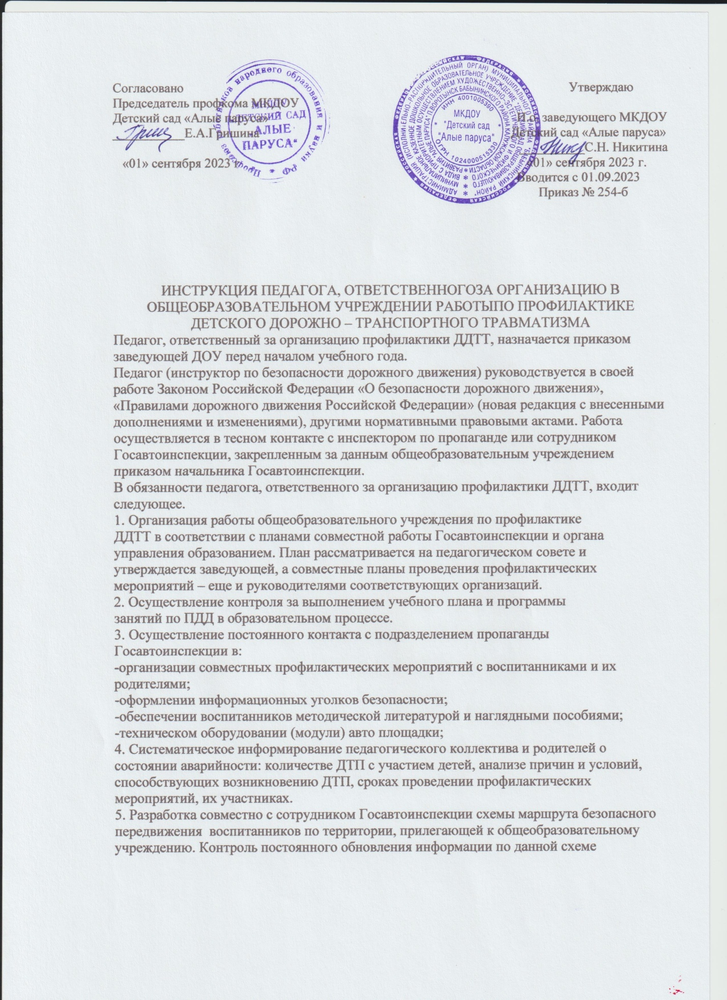 Согласовано
Председатель профкома МКДОУ
Детский сад «Алые паруса»
Е.А.Гришина
«01» сентября 2023 г
Профсоюз работников народного образования и науки РФ *
МКДОУ
ДЕТСКИЙ САД
„АЛЫЕ
ПАРУСА“
МКДОУ
"Детский сад
"Алые паруса"
ИНН 4001005390
ОГРН 1024000515330
Утверждаю
И.о. заведующего МКДОУ
Детский сад «Алые паруса»
С.Н. Никитина
«01» сентября 2023 г.
Вводится с 01.09.2023
Приказ № 254-б
ИНСТРУКЦИЯ ПЕДАГОГА, ОТВЕТСТВЕННОГОЗА ОРГАНИЗАЦИЮ В
ОБЩЕОБРАЗОВАТЕЛЬНОМ УЧРЕЖДЕНИИ РАБОТЫПО ПРОФИЛАКТИКЕ
ДЕТСКОГО ДОРОЖНО – ТРАНСПОРТНОГО ТРАВМАТИЗМА
Педагог, ответственный за организацию профилактики ДДТТ, назначается приказом
заведующей ДОУ перед началом учебного года.
Педагог (инструктор по безопасности дорожного движения) руководствуется в своей
работе Законом Российской Федерации «О безопасности дорожного движения»,
«Правилами дорожного движения Российской Федерации» (новая редакция с внесенными
дополнениями и изменениями), другими нормативными правовыми актами. Работа
осуществляется в тесном контакте с инспектором по пропаганде или сотрудником
Госавтоинспекции, закрепленным за данным общеобразовательным учреждением
приказом начальника Госавтоинспекции.
В обязанности педагога, ответственного за организацию профилактики ДДТТ, входит
следующее.
1. Организация работы общеобразовательного учреждения по профилактике
ДДТТ в соответствии с планами совместной работы Госавтоинспекции и органа
управления образованием. План рассматривается на педагогическом совете и
утверждается заведующей, а совместные планы проведения профилактических
мероприятий – еще и руководителями соответствующих организаций.
2. Осуществление контроля за выполнением учебного плана и программы
занятий по ПДД в образовательном процессе.
3. Осуществление постоянного контакта с подразделением пропаганды
Госавтоинспекции в:
-организации совместных профилактических мероприятий с воспитанниками и их
родителями;
-оформлении информационных уголков безопасности;
-обеспечении воспитанников методической литературой и наглядными пособиями;
-техническом оборудовании (модули) авто площадки;
4. Систематическое информирование педагогического коллектива и родителей о
состоянии аварийности: количестве ДТП с участием детей, анализе причин и условий,
способствующих возникновению ДТП, сроках проведении профилактических
мероприятий, их участниках.
5. Разработка совместно с сотрудником Госавтоинспекции схемы маршрута безопасного
передвижения  воспитанников по территории, прилегающей к общеобразовательному
учреждению. Контроль постоянного обновления информации по данной схеме